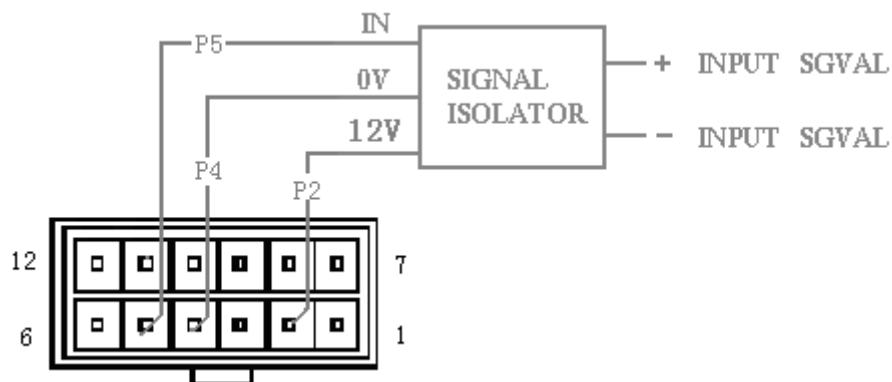 IN
P5
0V
SIGNAL
ISOLATOR
+ INPUT SGVAL
12V
- INPUT SGVAL
P4
P2
12
7
6
1